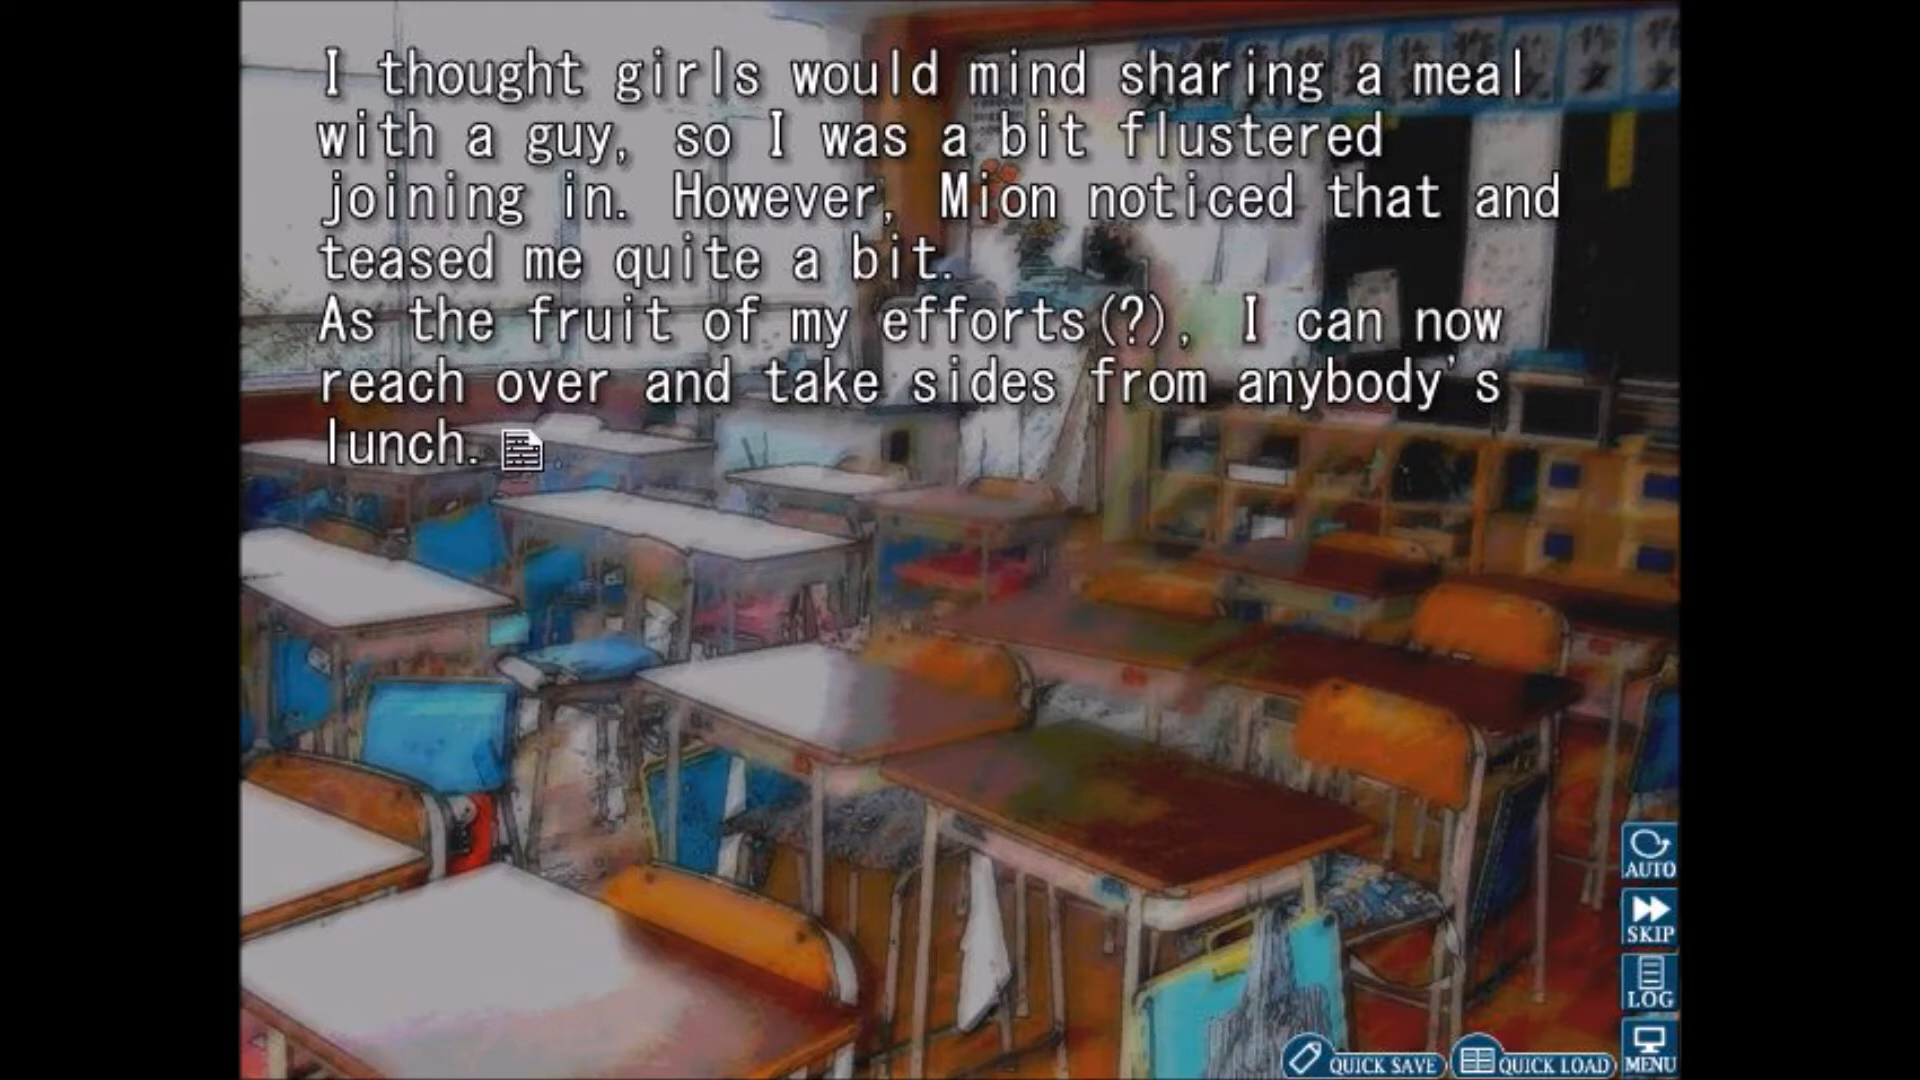 I thought girls would mind sharing a meal
with a guy, so I was a bit flustered
joining in. However, Mion noticed that and
teased me quite a bit.
As the fruit of my efforts(?), I can now
reach over and take sides from anybody's
lunch.
AUTO
SKIP
LOG
MENU
QUICK SAVE
QUICK LOAD